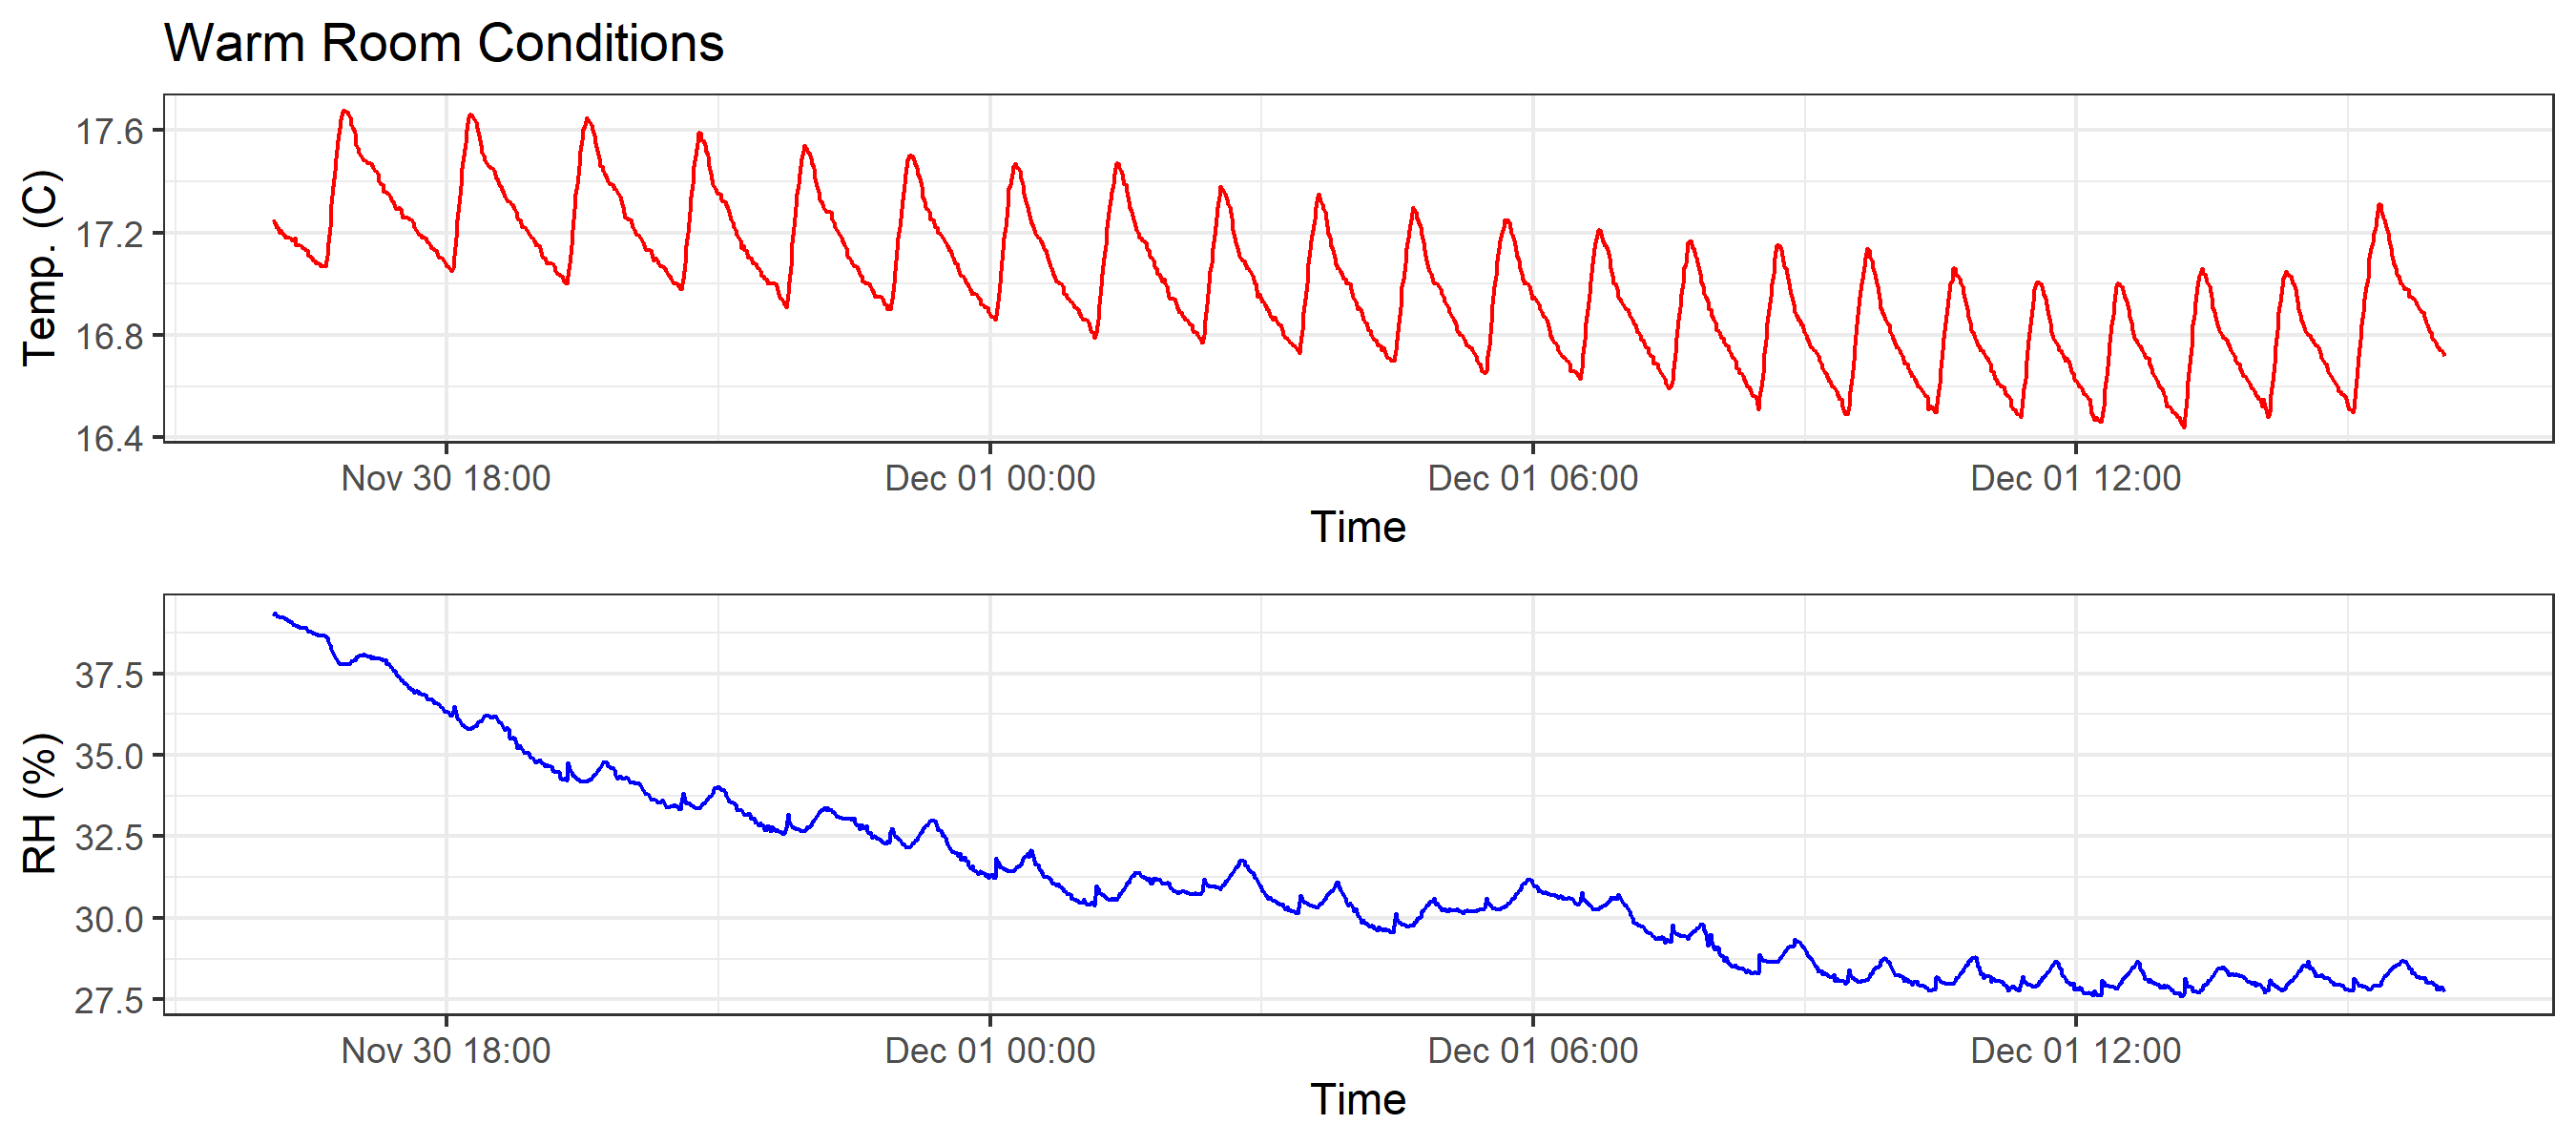 Warm Room Conditions
Temp. (C)
17.6
17.2
16.8
16.4
Nov 30 18:00 Dec 01 00:00 Dec 01 06:00 Dec 01 12:00
Time
RH (%)
37.5
35.0
32.5
30.0
27.5
Nov 30 18:00 Dec 01 00:00 Dec 01 06:00 Dec 01 12:00
Time